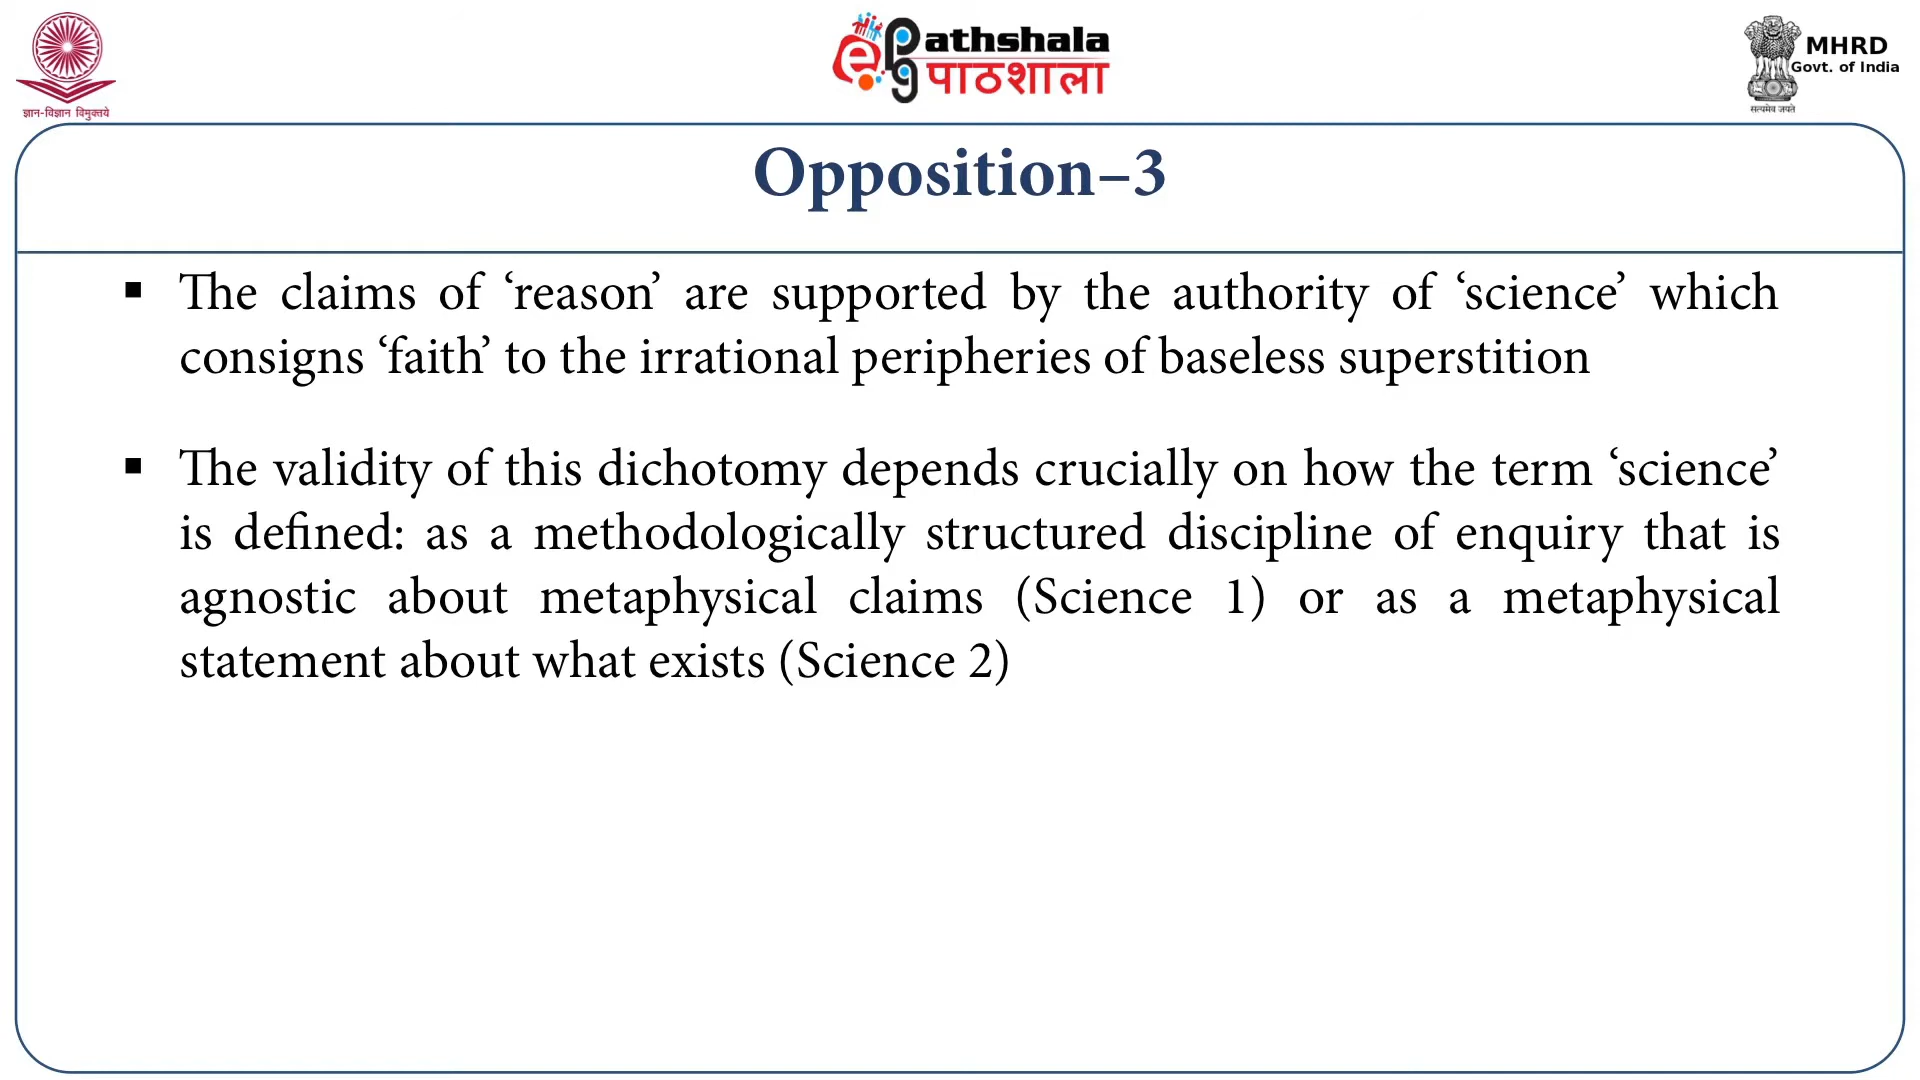 ज्ञान-विज्ञान विमुक्तये
ePathshala
पाठशाला
MHRD
Govt. of India
सत्यमेव जयते
Opposition–3
▪ The claims of ‘reason’ are supported by the authority of ‘science’ which
consigns ‘faith’ to the irrational peripheries of baseless superstition
▪ The validity of this dichotomy depends crucially on how the term ‘science’
is defined: as a methodologically structured discipline of enquiry that is
agnostic about metaphysical claims (Science 1) or as a metaphysical
statement about what exists (Science 2)